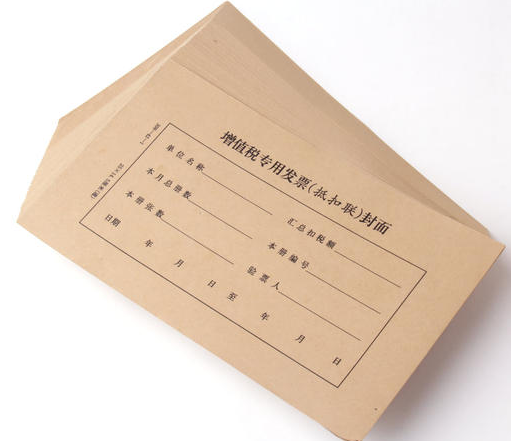 增值税专用发票(抵扣联)封面
单位名称
本月总册数 汇总扣税额
本册张数 本册编号
日期 验票人
年 月 日 至 年 月 日